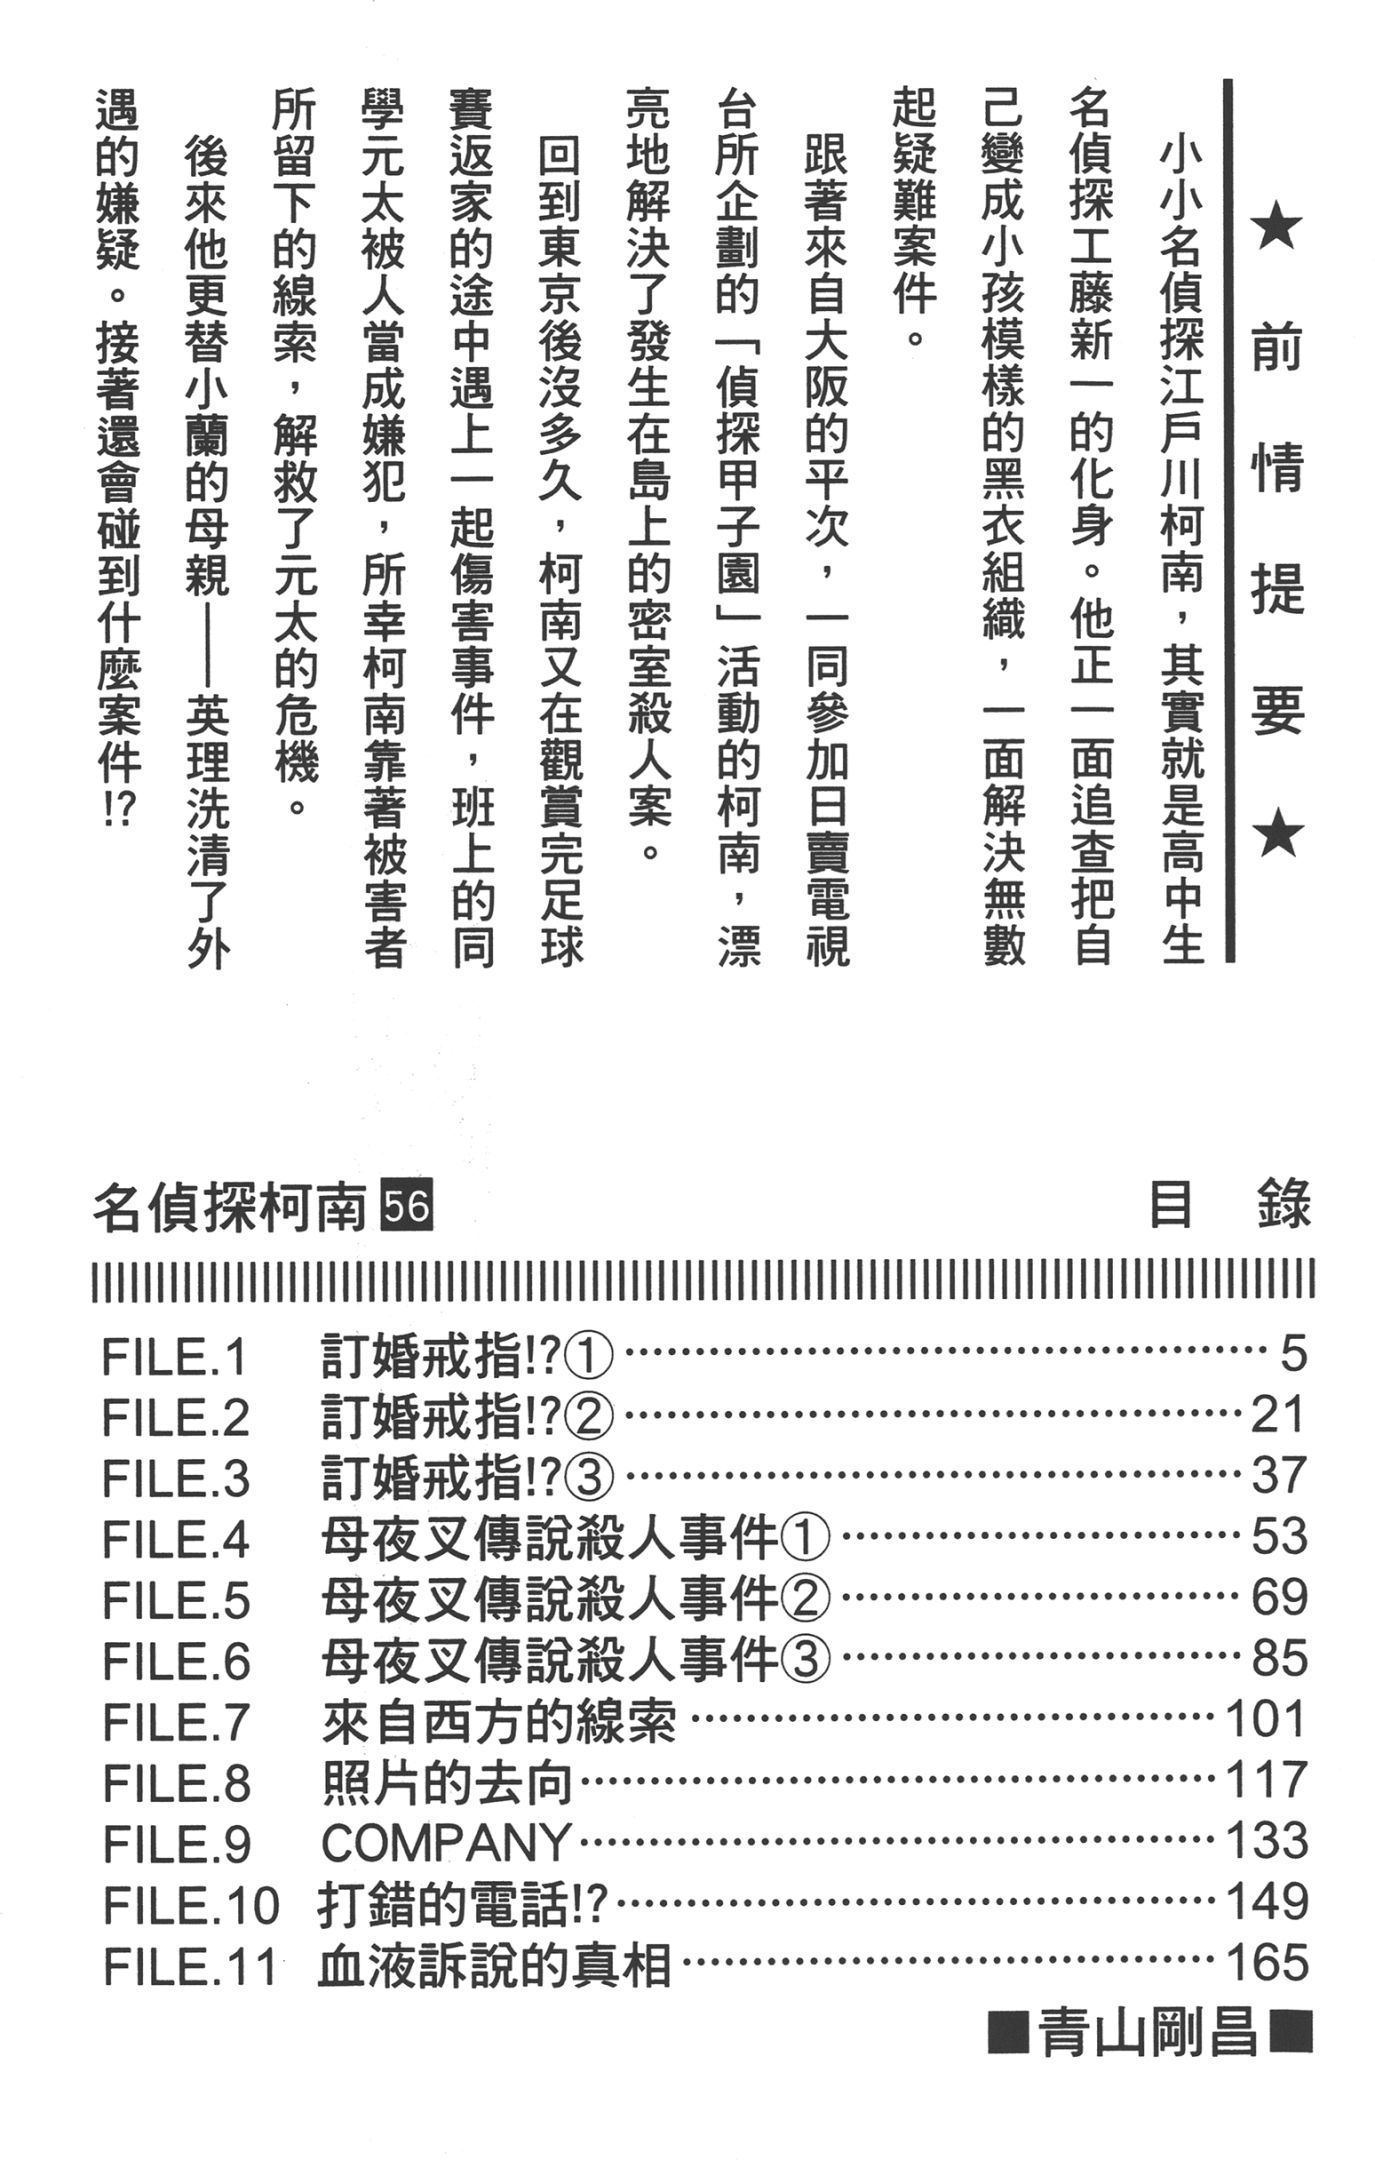 ★前情提要★
小小名偵探江戶川柯南，其實就是高中生
名偵探工藤新一的化身。他正一面追查把自
己變成小孩模樣的黑衣組織，一面解決無數
起疑難案件。
跟著來自大阪的平次，一同參加日賣電視
台所企劃的「偵探甲子園」活動的柯南，漂
亮地解決了發生在島上的密室殺人案。
回到東京後沒多久，柯南又在觀賞完足球
賽返家的途中遇上一起傷害事件，班上的同
學元太被人當成嫌犯，所幸柯南靠著被害者
所留下的線索，解救了元太的危機。
後來他更替小蘭的母親——英理洗清了外
遇的嫌疑。接著還會碰到什麼案件!?
名偵探柯南56 目 錄
FILE.1 訂婚戒指!?①………………………………………5
FILE.2 訂婚戒指!?②………………………………………21
FILE.3 訂婚戒指!?③………………………………………37
FILE.4 母夜叉傳說殺人事件①…………………………53
FILE.5 母夜叉傳說殺人事件②…………………………69
FILE.6 母夜叉傳說殺人事件③…………………………85
FILE.7 來自西方的線索…………………………………101
FILE.8 照片的去向………………………………………117
FILE.9 COMPANY………………………………………133
FILE.10 打錯的電話!?……………………………………149
FILE.11 血液訴說的真相…………………………………165
■青山剛昌■